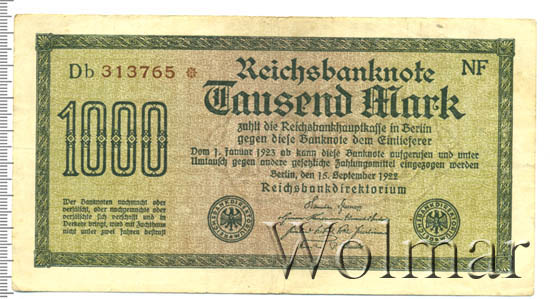 Db 313765 *
Reichsbanknote
NF
1000
Tausend Mark
zahlt die Reichsbankhauptkasse in Berlin
gegen diese Banknote dem Einlieferer
Vom 1. Januar 1923 ab kann diese Banknote aufgerufen und unter
Umtausch gegen andere gesetzliche Zahlungsmittel eingezogen werden
Berlin, den 15. September 1922
Reichsbankdirektorium
Wer Banknoten nachmacht oder
verfälscht, oder nachgemachte oder
verfälschte sich verschafft und in
Verkehr bringt, wird mit Zuchthaus
nicht unter zwei Jahren bestraft
Wolmar